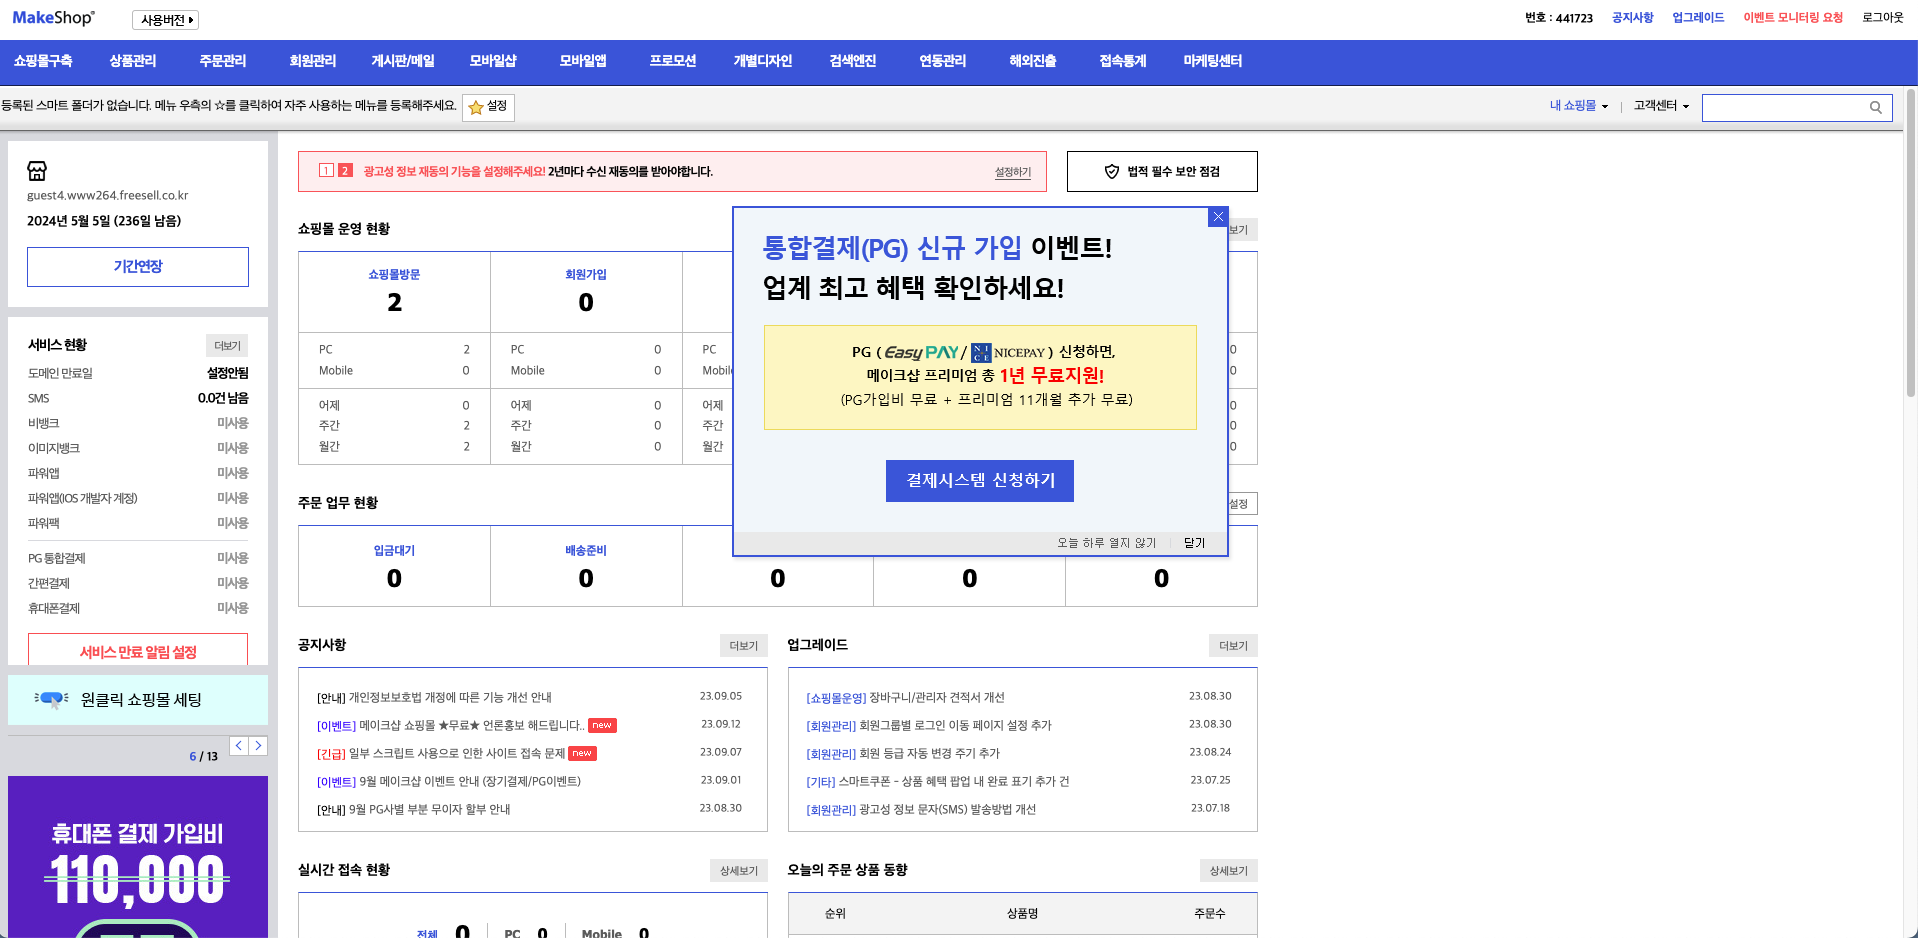 MakeShop®
사용버전
번호 : 441723 공지사항 업그레이드 이벤트 모니터링 요청 로그아웃
쇼핑몰구축 상품관리 주문관리 회원관리 게시판/메일 모바일샵 모바일앱 프로모션 개별디자인 검색엔진 연동관리 해외진출 접속통계 마케팅센터
등록된 스마트 폴더가 없습니다. 메뉴 우측의 ☆를 클릭하여 자주 사용하는 메뉴를 등록해주세요. 설정
내 쇼핑몰 고객센터
guest4.www264.freesell.co.kr
2024년 5월 5일 (236일 남음)
기간연장
서비스 현황 더보기
도메인 만료일 설정안됨
SMS 0.0건 남음
비뱅크 미사용
이미지뱅크 미사용
파워앱 미사용
파워앱(IOS 개발자 계정) 미사용
파워팩 미사용
PG 통합결제 미사용
간편결제 미사용
휴대폰결제 미사용
서비스 만료 알림 설정
원클릭 쇼핑몰 세팅
6 / 13
휴대폰 결제 가입비
110,000
1 2 광고성 정보 재동의 기능을 설정해주세요! 2년마다 수신 재동의를 받아야합니다. 설정하기
법적 필수 보안 점검
쇼핑몰 운영 현황 보기
쇼핑몰방문 회원가입
2 0
PC 2 PC 0 PC 0
Mobile 0 Mobile 0 Mobil 0
어제 0 어제 0 어제 0
주간 2 주간 0 주간 0
월간 2 월간 0 월간 0
통합결제(PG) 신규 가입 이벤트!
업계 최고 혜택 확인하세요!
PG ( Easy PAY / NICE NICEPAY ) 신청하면,
메이크샵 프리미엄 총 1년 무료지원!
(PG가입비 무료 + 프리미엄 11개월 추가 무료)
결제시스템 신청하기
오늘 하루 열지 않기 닫기
주문 업무 현황 설정
입금대기 배송준비
0 0 0 0 0
공지사항 더보기
[안내] 개인정보보호법 개정에 따른 기능 개선 안내 23.09.05
[이벤트] 메이크샵 쇼핑몰 ★무료★ 언론홍보 해드립니다.. new 23.09.12
[긴급] 일부 스크립트 사용으로 인한 사이트 접속 문제 new 23.09.07
[이벤트] 9월 메이크샵 이벤트 안내 (장기결제/PG이벤트) 23.09.01
[안내] 9월 PG사별 부분 무이자 할부 안내 23.08.30
업그레이드 더보기
[쇼핑몰운영] 장바구니/관리자 견적서 개선 23.08.30
[회원관리] 회원그룹별 로그인 이동 페이지 설정 추가 23.08.30
[회원관리] 회원 등급 자동 변경 주기 추가 23.08.24
[기타] 스마트쿠폰 - 상품 혜택 팝업 내 완료 표기 추가 건 23.07.25
[회원관리] 광고성 정보 문자(SMS) 발송방법 개선 23.07.18
실시간 접속 현황 상세보기
전체 0 PC 0 Mobile 0
오늘의 주문 상품 동향 상세보기
순위 상품명 주문수